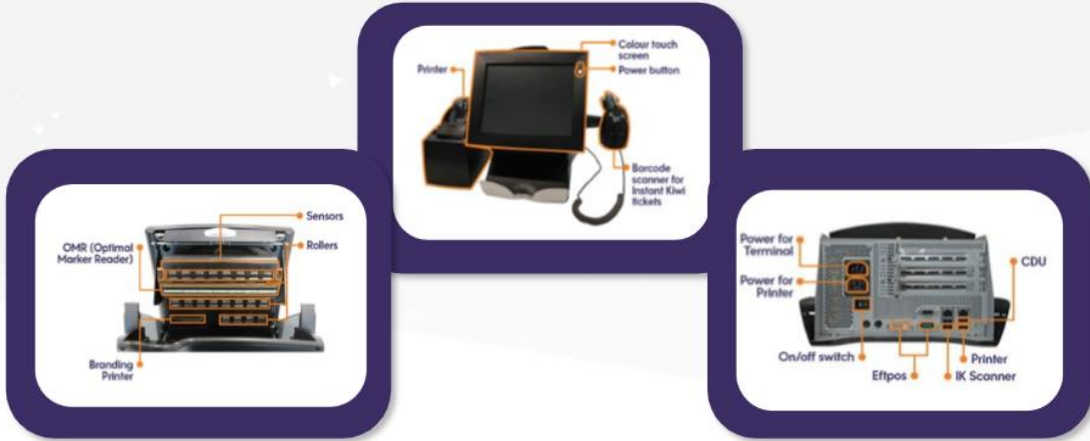 Colour touch
screen
Printer
Power button
Barcode
scanner for
Instant Kiwi
tickets
Sensors
OMR (Optimal
Marker Reader)
Rollers
Branding
Printer
Power for
Terminal
CDU
Power for
Printer
On/off switch
Printer
Eftpos
IK Scanner